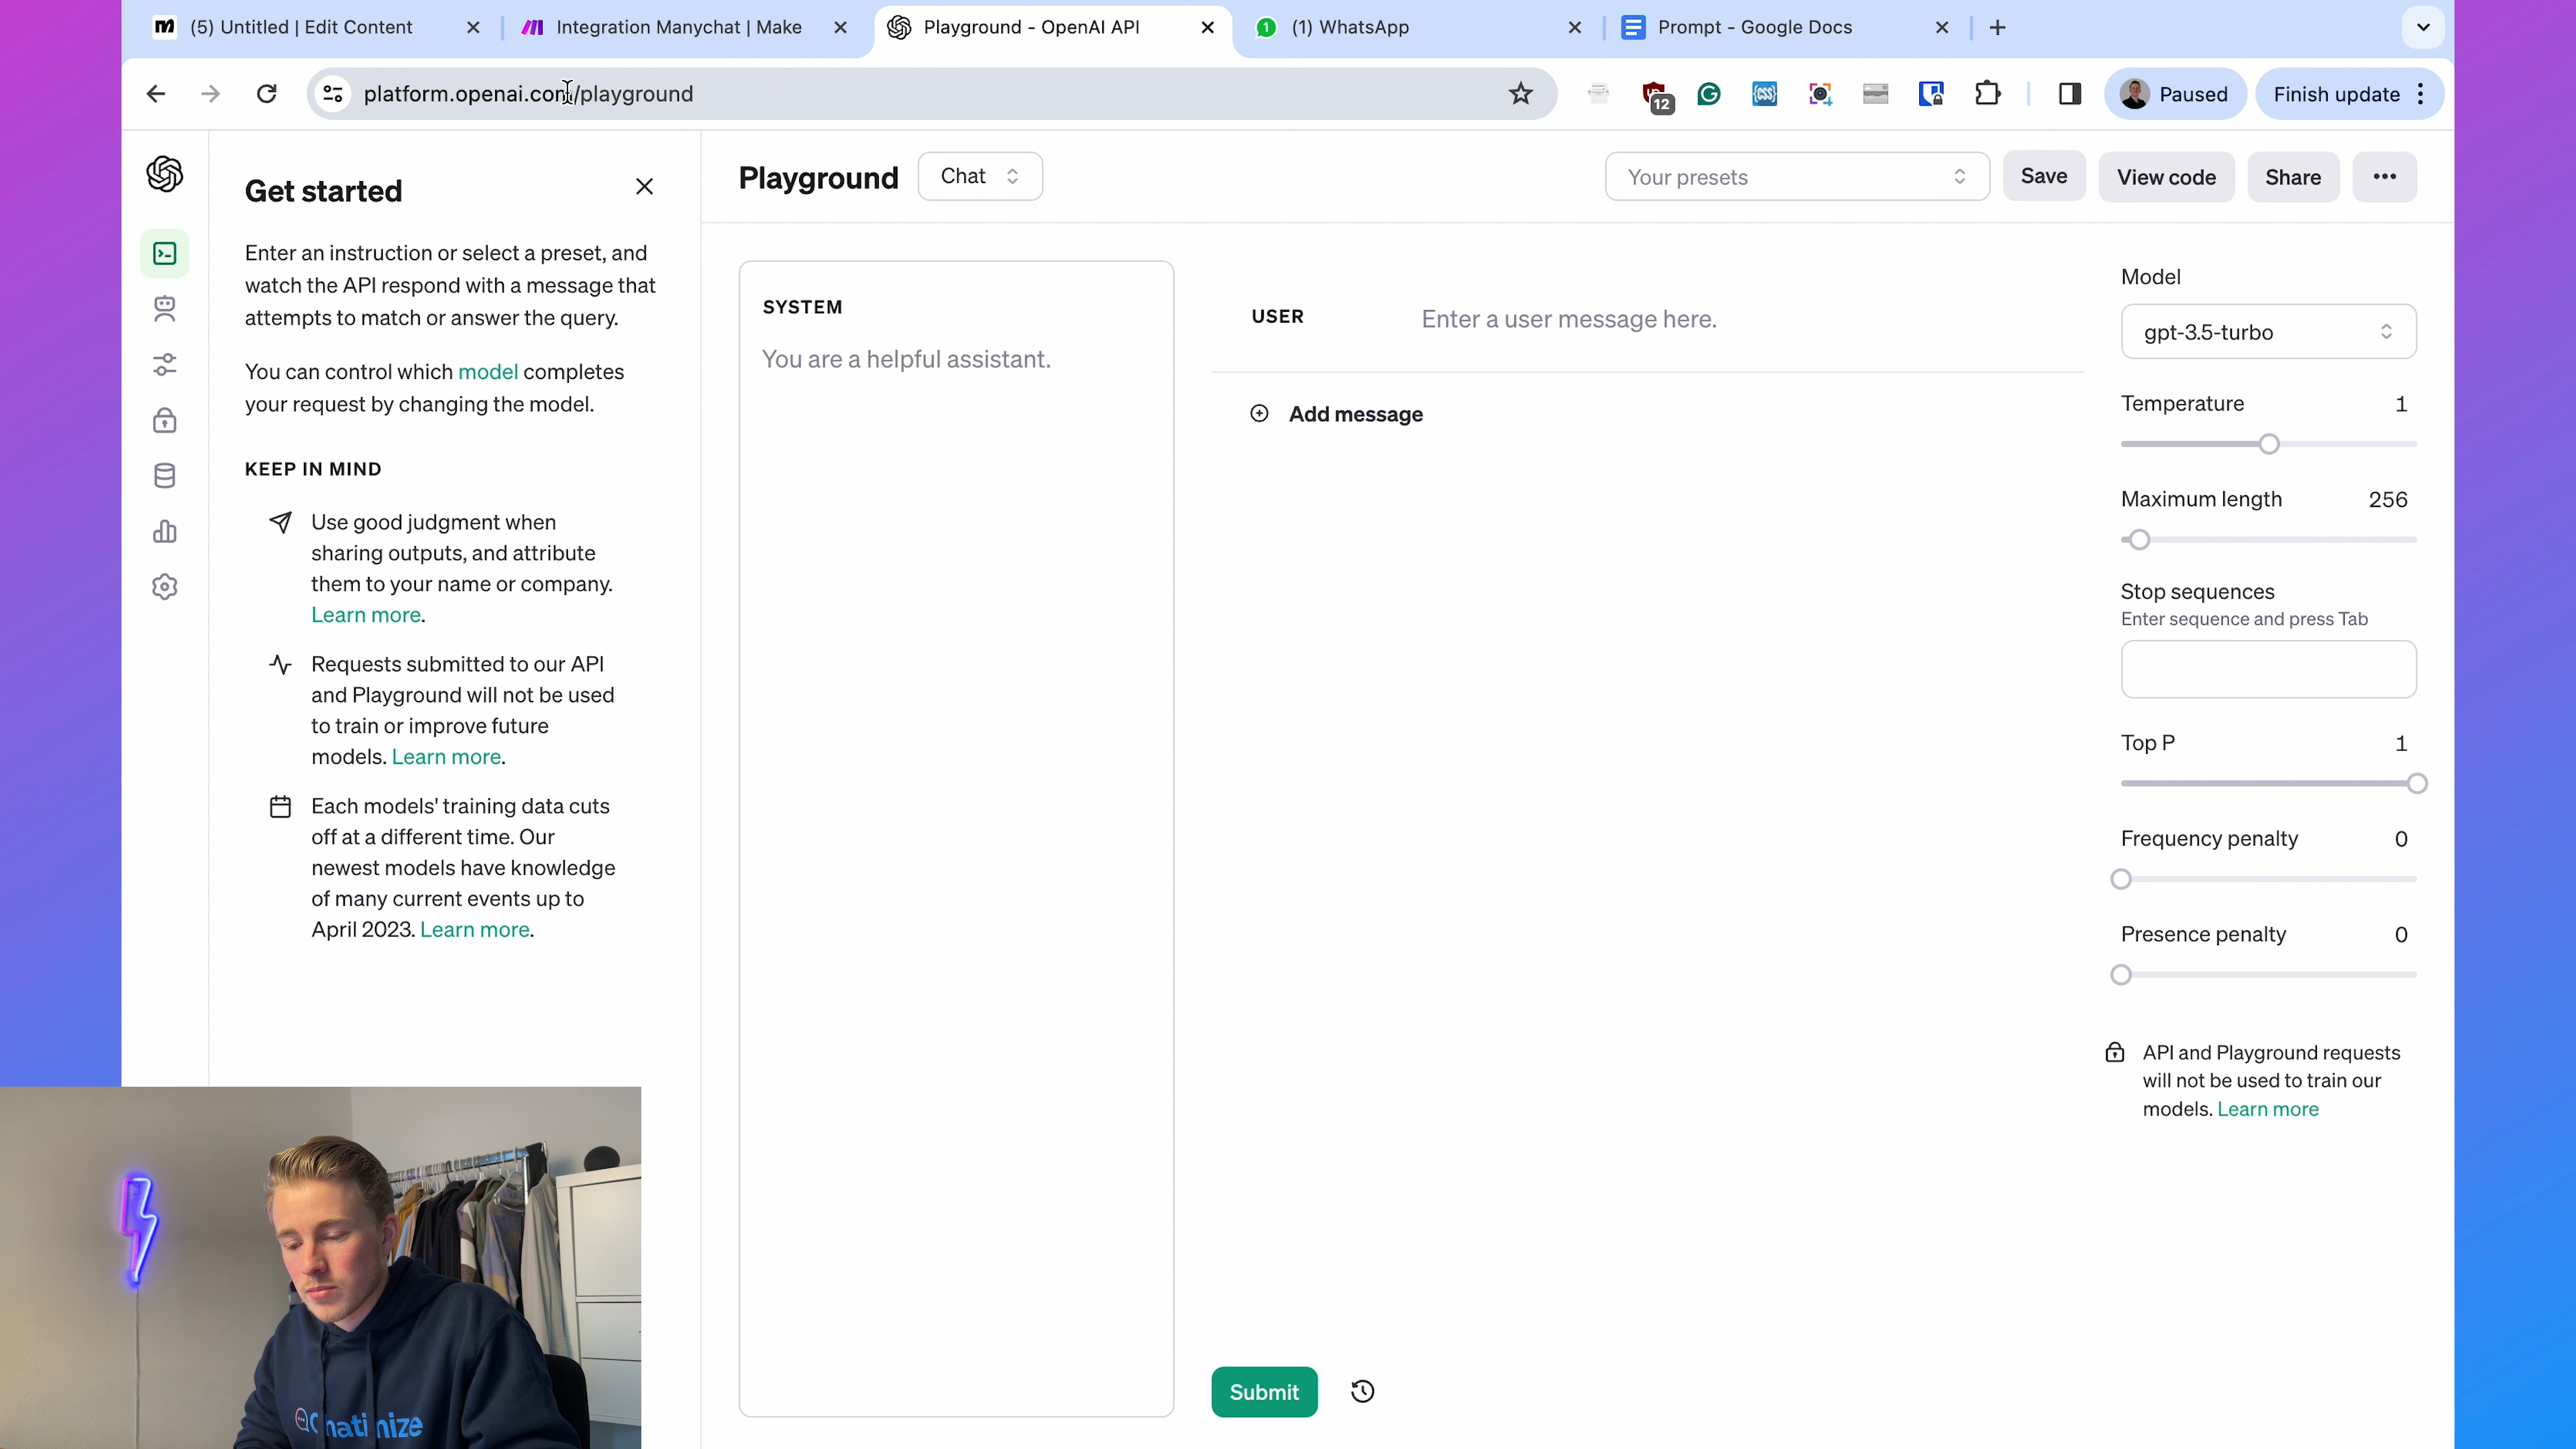 (5) Untitled | Edit Content
Integration Manychat | Make
Playground - OpenAI API
1
(1) WhatsApp
Prompt - Google Docs
platform.openai.com/playground
12
{CSS}
Paused
Finish update
Get started
Enter an instruction or select a preset, and
watch the API respond with a message that
attempts to match or answer the query.
You can control which model completes
your request by changing the model.
KEEP IN MIND
Use good judgment when
sharing outputs, and attribute
them to your name or company.
Learn more.
Requests submitted to our API
and Playground will not be used
to train or improve future
models. Learn more.
Each models' training data cuts
off at a different time. Our
newest models have knowledge
of many current events up to
April 2023. Learn more.
Playground
Chat
Your presets
Save
View code
Share
SYSTEM
You are a helpful assistant.
USER
Enter a user message here.
Add message
Submit
Model
gpt-3.5-turbo
Temperature 1
Maximum length 256
Stop sequences
Enter sequence and press Tab
Top P 1
Frequency penalty 0
Presence penalty 0
API and Playground requests
will not be used to train our
models. Learn more